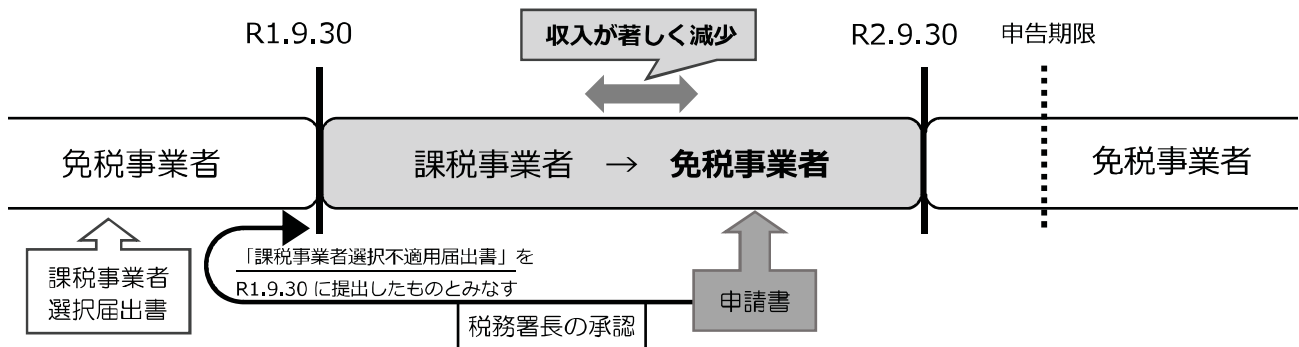 R1.9.30
収入が著しく減少
R2.9.30
申告期限
免税事業者
課税事業者 → 免税事業者
免税事業者
課税事業者
選択届出書
「課税事業者選択不適用届出書」を
R1.9.30 に提出したものとみなす
税務署長の承認
申請書